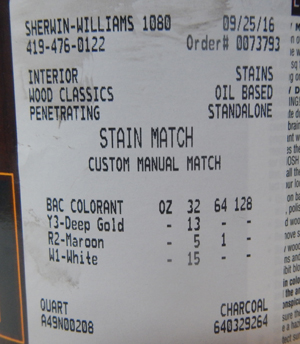 SHERWIN-WILLIAMS 1080 09/25/16
419-476-0122 Order# 0073793
INTERIOR STAINS
WOOD CLASSICS OIL BASED
PENETRATING STANDALONE
STAIN MATCH
CUSTOM MANUAL MATCH
BAC COLORANT OZ 32 64 128
Y3-Deep Gold - 13 - -
R2-Maroon - 5 1 -
W1-White - 15 - -
QUART CHARCOAL
A49N00208 640329264